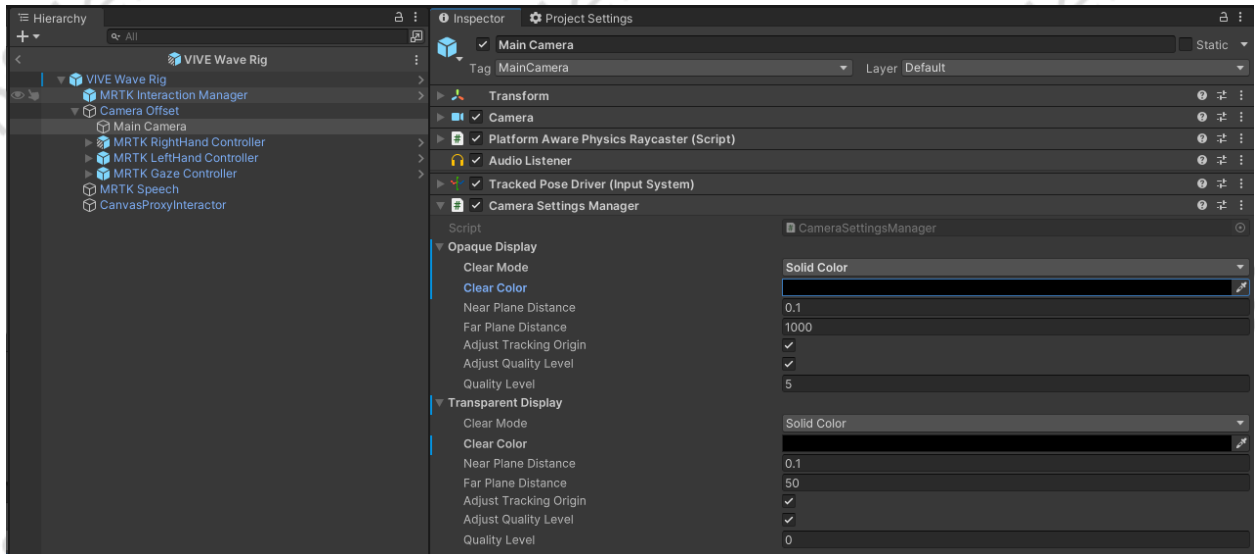 Hierarchy
All
VIVE Wave Rig
VIVE Wave Rig
MRTK Interaction Manager
Camera Offset
Main Camera
MRTK RightHand Controller
MRTK LeftHand Controller
MRTK Gaze Controller
MRTK Speech
CanvasProxyInteractor
Inspector Project Settings
Main Camera Static
Tag MainCamera Layer Default
Transform
Camera
Platform Aware Physics Raycaster (Script)
Audio Listener
Tracked Pose Driver (Input System)
Camera Settings Manager
Script CameraSettingsManager
Opaque Display
Clear Mode Solid Color
Clear Color
Near Plane Distance 0.1
Far Plane Distance 1000
Adjust Tracking Origin
Adjust Quality Level
Quality Level 5
Transparent Display
Clear Mode Solid Color
Clear Color
Near Plane Distance 0.1
Far Plane Distance 50
Adjust Tracking Origin
Adjust Quality Level
Quality Level 0